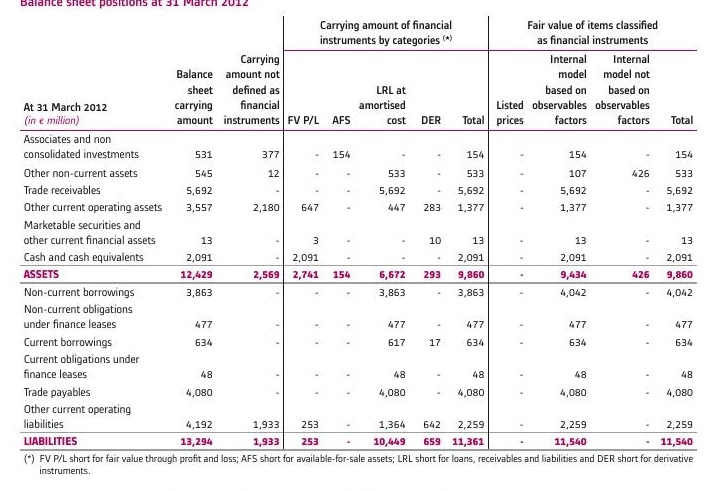 Balance sheet positions at 31 March 2012
Carrying amount of financial instruments by categories (*) Fair value of items classified as financial instruments
At 31 March 2012 (in € million) Balance sheet carrying amount Carrying amount not defined as financial instruments FV P/L AFS LRL at amortised cost DER Total Listed prices Internal model based on observables factors Internal model not based on observables factors Total
Associates and non
consolidated investments 531 377 - 154 - - 154 - 154 - 154
Other non-current assets 545 12 - - 533 - 533 107 426 533
Trade receivables 5,692 - - - 5,692 - 5,692 - 5,692 - 5,692
Other current operating assets 3,557 2,180 647 - 447 283 1,377 - 1,377 - 1,377
Marketable securities and
other current financial assets 13 - 3 - - 10 13 - 13 - 13
Cash and cash equivalents 2,091 - 2,091 - - - 2,091 - 2,091 - 2,091
ASSETS 12,429 2,569 2,741 154 6,672 293 9,860 - 9,434 426 9,860
Non-current borrowings 3,863 - - - 3,863 - 3,863 - 4,042 - 4,042
Non-current obligations
under finance leases 477 - - - 477 - 477 - 477 - 477
Current borrowings 634 - - - 617 17 634 - 634 - 634
Current obligations under
finance leases 48 - - - 48 - 48 - 48 - 48
Trade payables 4,080 - - - 4,080 - 4,080 - 4,080 - 4,080
Other current operating
liabilities 4,192 1,933 253 - 1,364 642 2,259 - 2,259 - 2,259
LIABILITIES 13,294 1,933 253 - 10,449 659 11,361 - 11,540 - 11,540
(*) FV P/L short for fair value through profit and loss; AFS short for available-for-sale assets; LRL short for loans, receivables and liabilities and DER short for derivative
instruments.